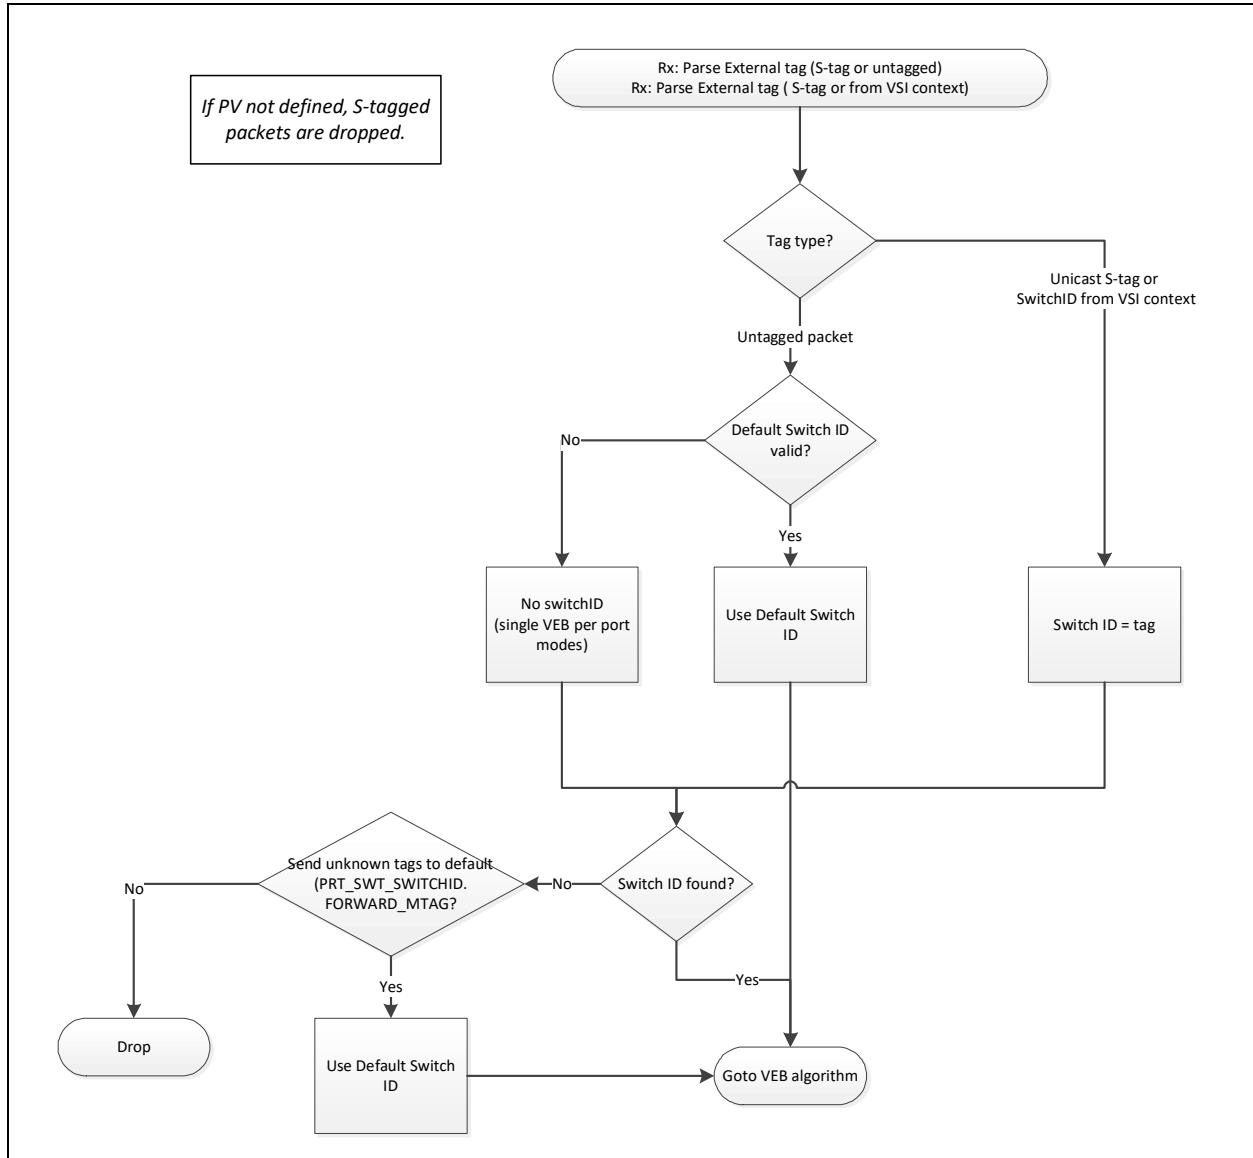 Rx: Parse External tag (S-tag or untagged)
Rx: Parse External tag ( S-tag or from VSI context)
If PV not defined, S-tagged
packets are dropped.
Tag type?
Unicast S-tag or
SwitchID from VSI context
Untagged packet
Default Switch ID
valid?
No
Yes
No switchID
(single VEB per port
modes)
Use Default Switch
ID
Switch ID = tag
Send unknown tags to default
(PRT_SWT_SWITCHID.
FORWARD_MTAG?
No
No
Switch ID found?
Yes
Yes
Drop
Use Default Switch
ID
Goto VEB algorithm